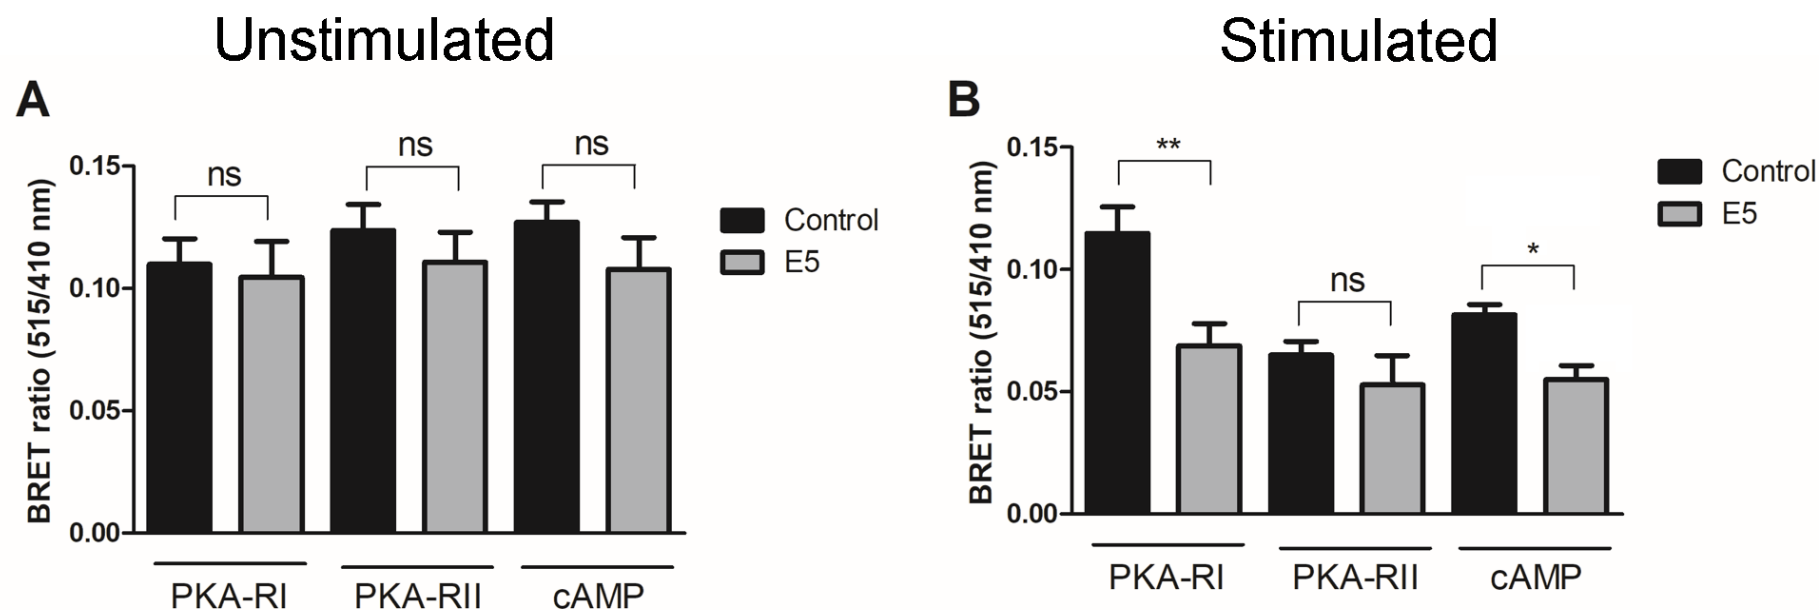 Unstimulated
A
BRET ratio (515/410 nm)
0.15
0.10
0.05
0.00
ns
ns
ns
Control
E5
PKA-RI
PKA-RII
cAMP
Stimulated
B
BRET ratio (515/410 nm)
0.15
0.10
0.05
0.00
**
ns
*
Control
E5
PKA-RI
PKA-RII
cAMP